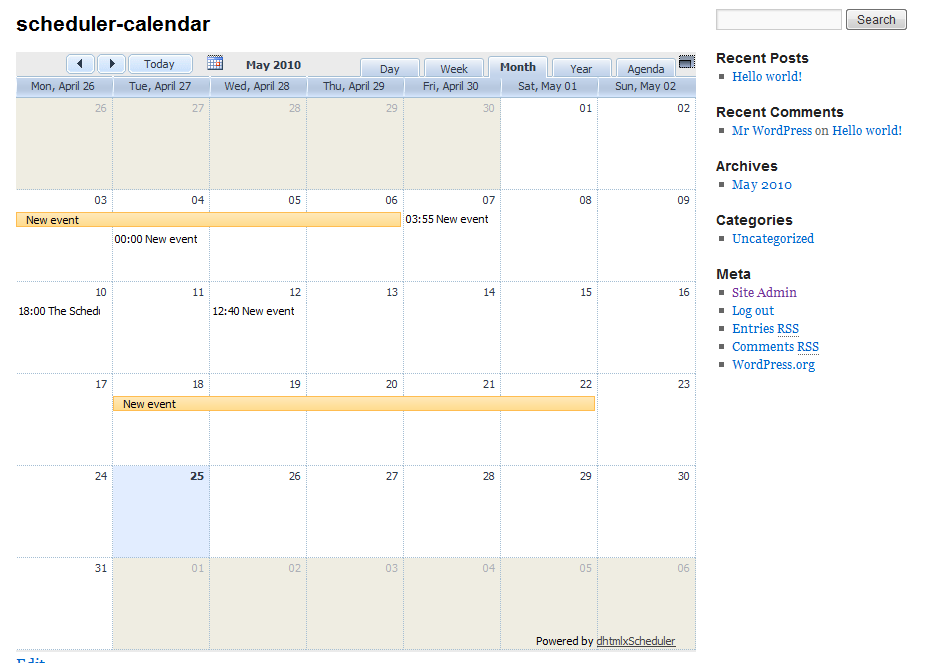 scheduler-calendar
Today
May 2010
Day
Week
Month
Year
Agenda
Mon, April 26 Tue, April 27 Wed, April 28 Thu, April 29 Fri, April 30 Sat, May 01 Sun, May 02
26 27 28 29 30 01 02
03 04 05 06 07 08 09
New event 03:55 New event
00:00 New event
10 11 12 13 14 15 16
18:00 The Sched 12:40 New event
17 18 19 20 21 22 23
New event
24 25 26 27 28 29 30
31 01 02 03 04 05 06
Powered by dhtmlxScheduler
Edit
Search
Recent Posts
Hello world!
Recent Comments
Mr WordPress on Hello world!
Archives
May 2010
Categories
Uncategorized
Meta
Site Admin
Log out
Entries RSS
Comments RSS
WordPress.org